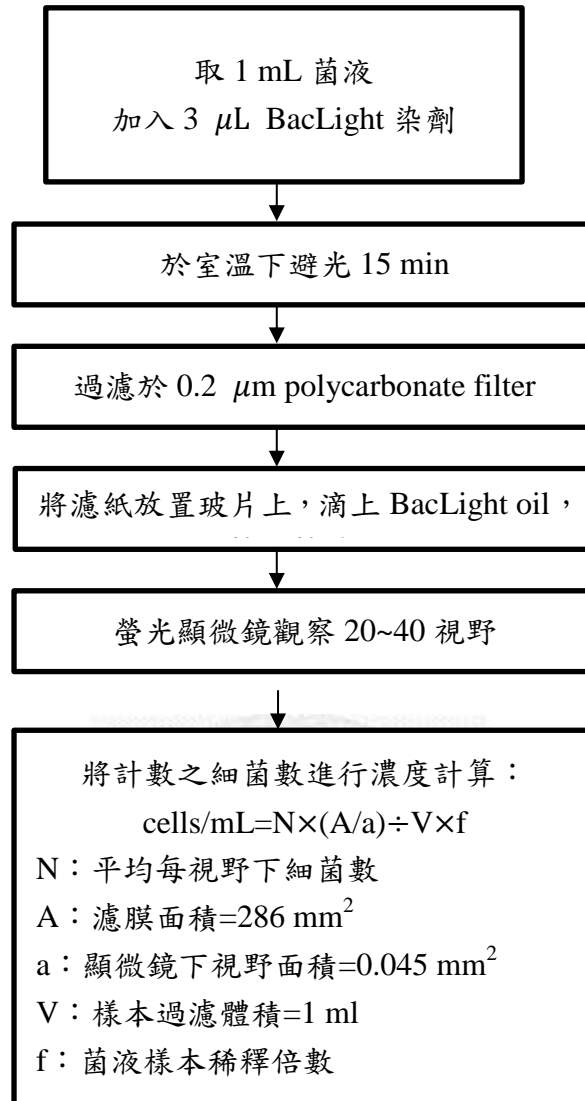 取 1 mL 菌液
加入 3 μL BacLight 染劑
於室溫下避光 15 min
過濾於 0.2 μm polycarbonate filter
將濾紙放置玻片上，滴上 BacLight oil，
螢光顯微鏡觀察 20~40 視野
將計數之細菌數進行濃度計算：
cells/mL=N×(A/a)÷V×f
N：平均每視野下細菌數
A：濾膜面積=286 mm²
a：顯微鏡下視野面積=0.045 mm²
V：樣本過濾體積=1 ml
f：菌液樣本稀釋倍數